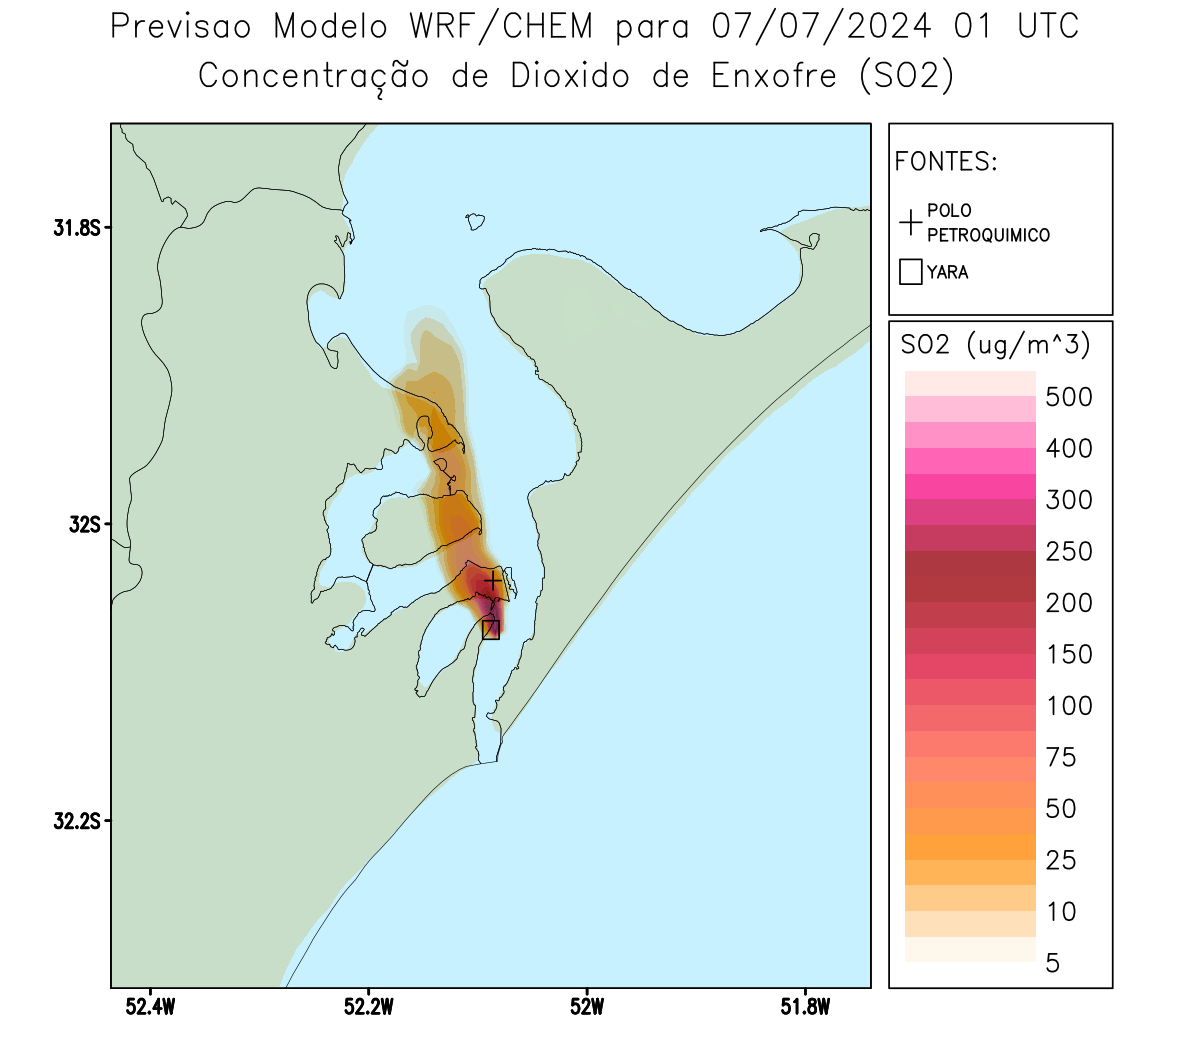 Previsao Modelo WRF/CHEM para 07/07/2024 01 UTC
Concentração de Dioxido de Enxofre (SO2)
FONTES:
POLO
PETROQUIMICO
YARA
SO2 (ug/m^3)
500
400
300
250
200
150
100
75
50
25
10
5
31.8S
32S
32.2S
52.4W
52.2W
52W
51.8W